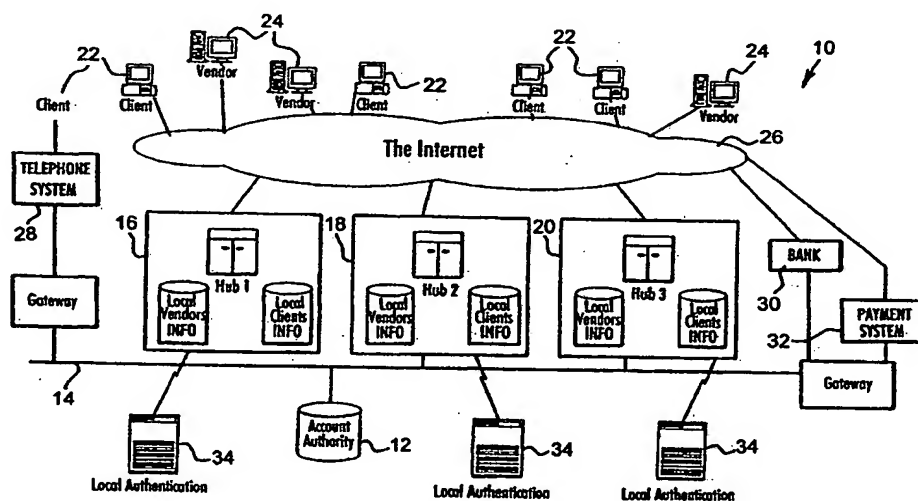 24
24
10
22
22
22
Vendor
Client
Client
Vendor
Client
Client
Client
Vendor
26
The Internet
TELEPHONE
SYSTEM
28
16
18
20
Hub 1
Hub 2
Hub 3
BANK
30
Gateway
Local
Vendors
INFO
Local
Clients
INFO
Local
Vendors
INFO
Local
Clients
INFO
Local
Vendors
INFO
Local
Clients
INFO
PAYMENT
SYSTEM
32
14
Gateway
34
Account
Authority
12
34
34
Local Authentication
Local Authentication
Local Authentication